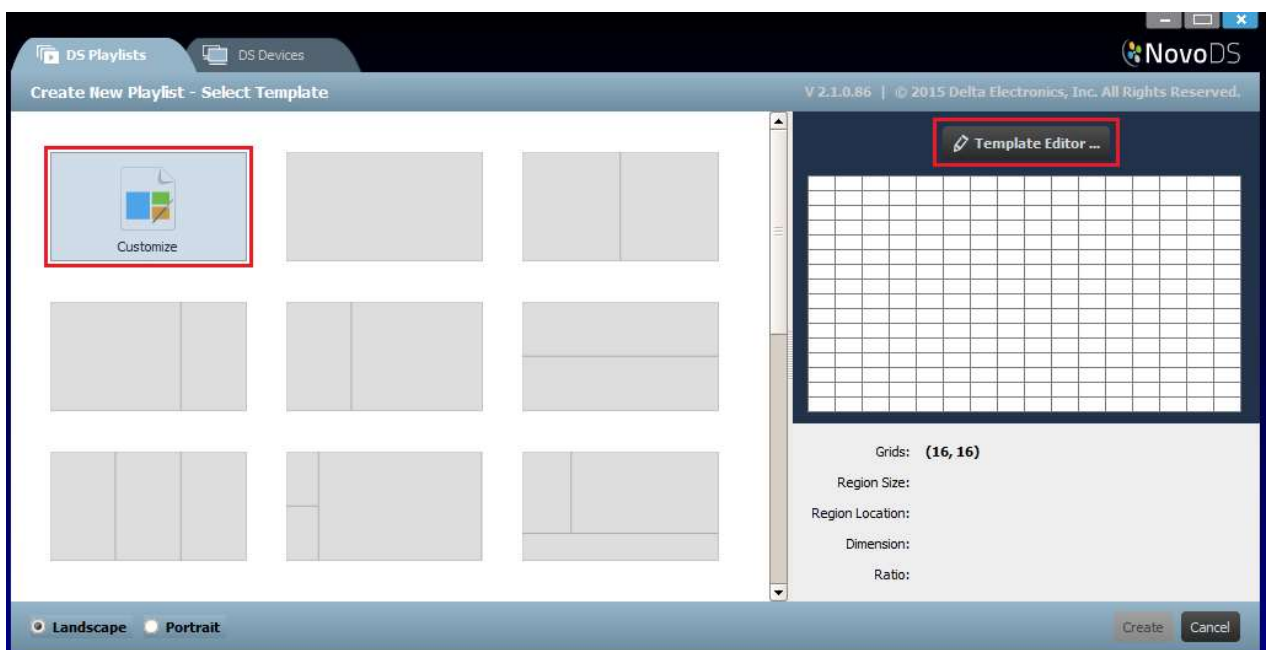 DS Playlists DS Devices
NovoDS
Create New Playlist - Select Template V 2.1.0.86 | © 2015 Delta Electronics, Inc. All Rights Reserved.
Template Editor ...
Customize
Grids: (16, 16)
Region Size:
Region Location:
Dimension:
Ratio:
Landscape Portrait Create Cancel